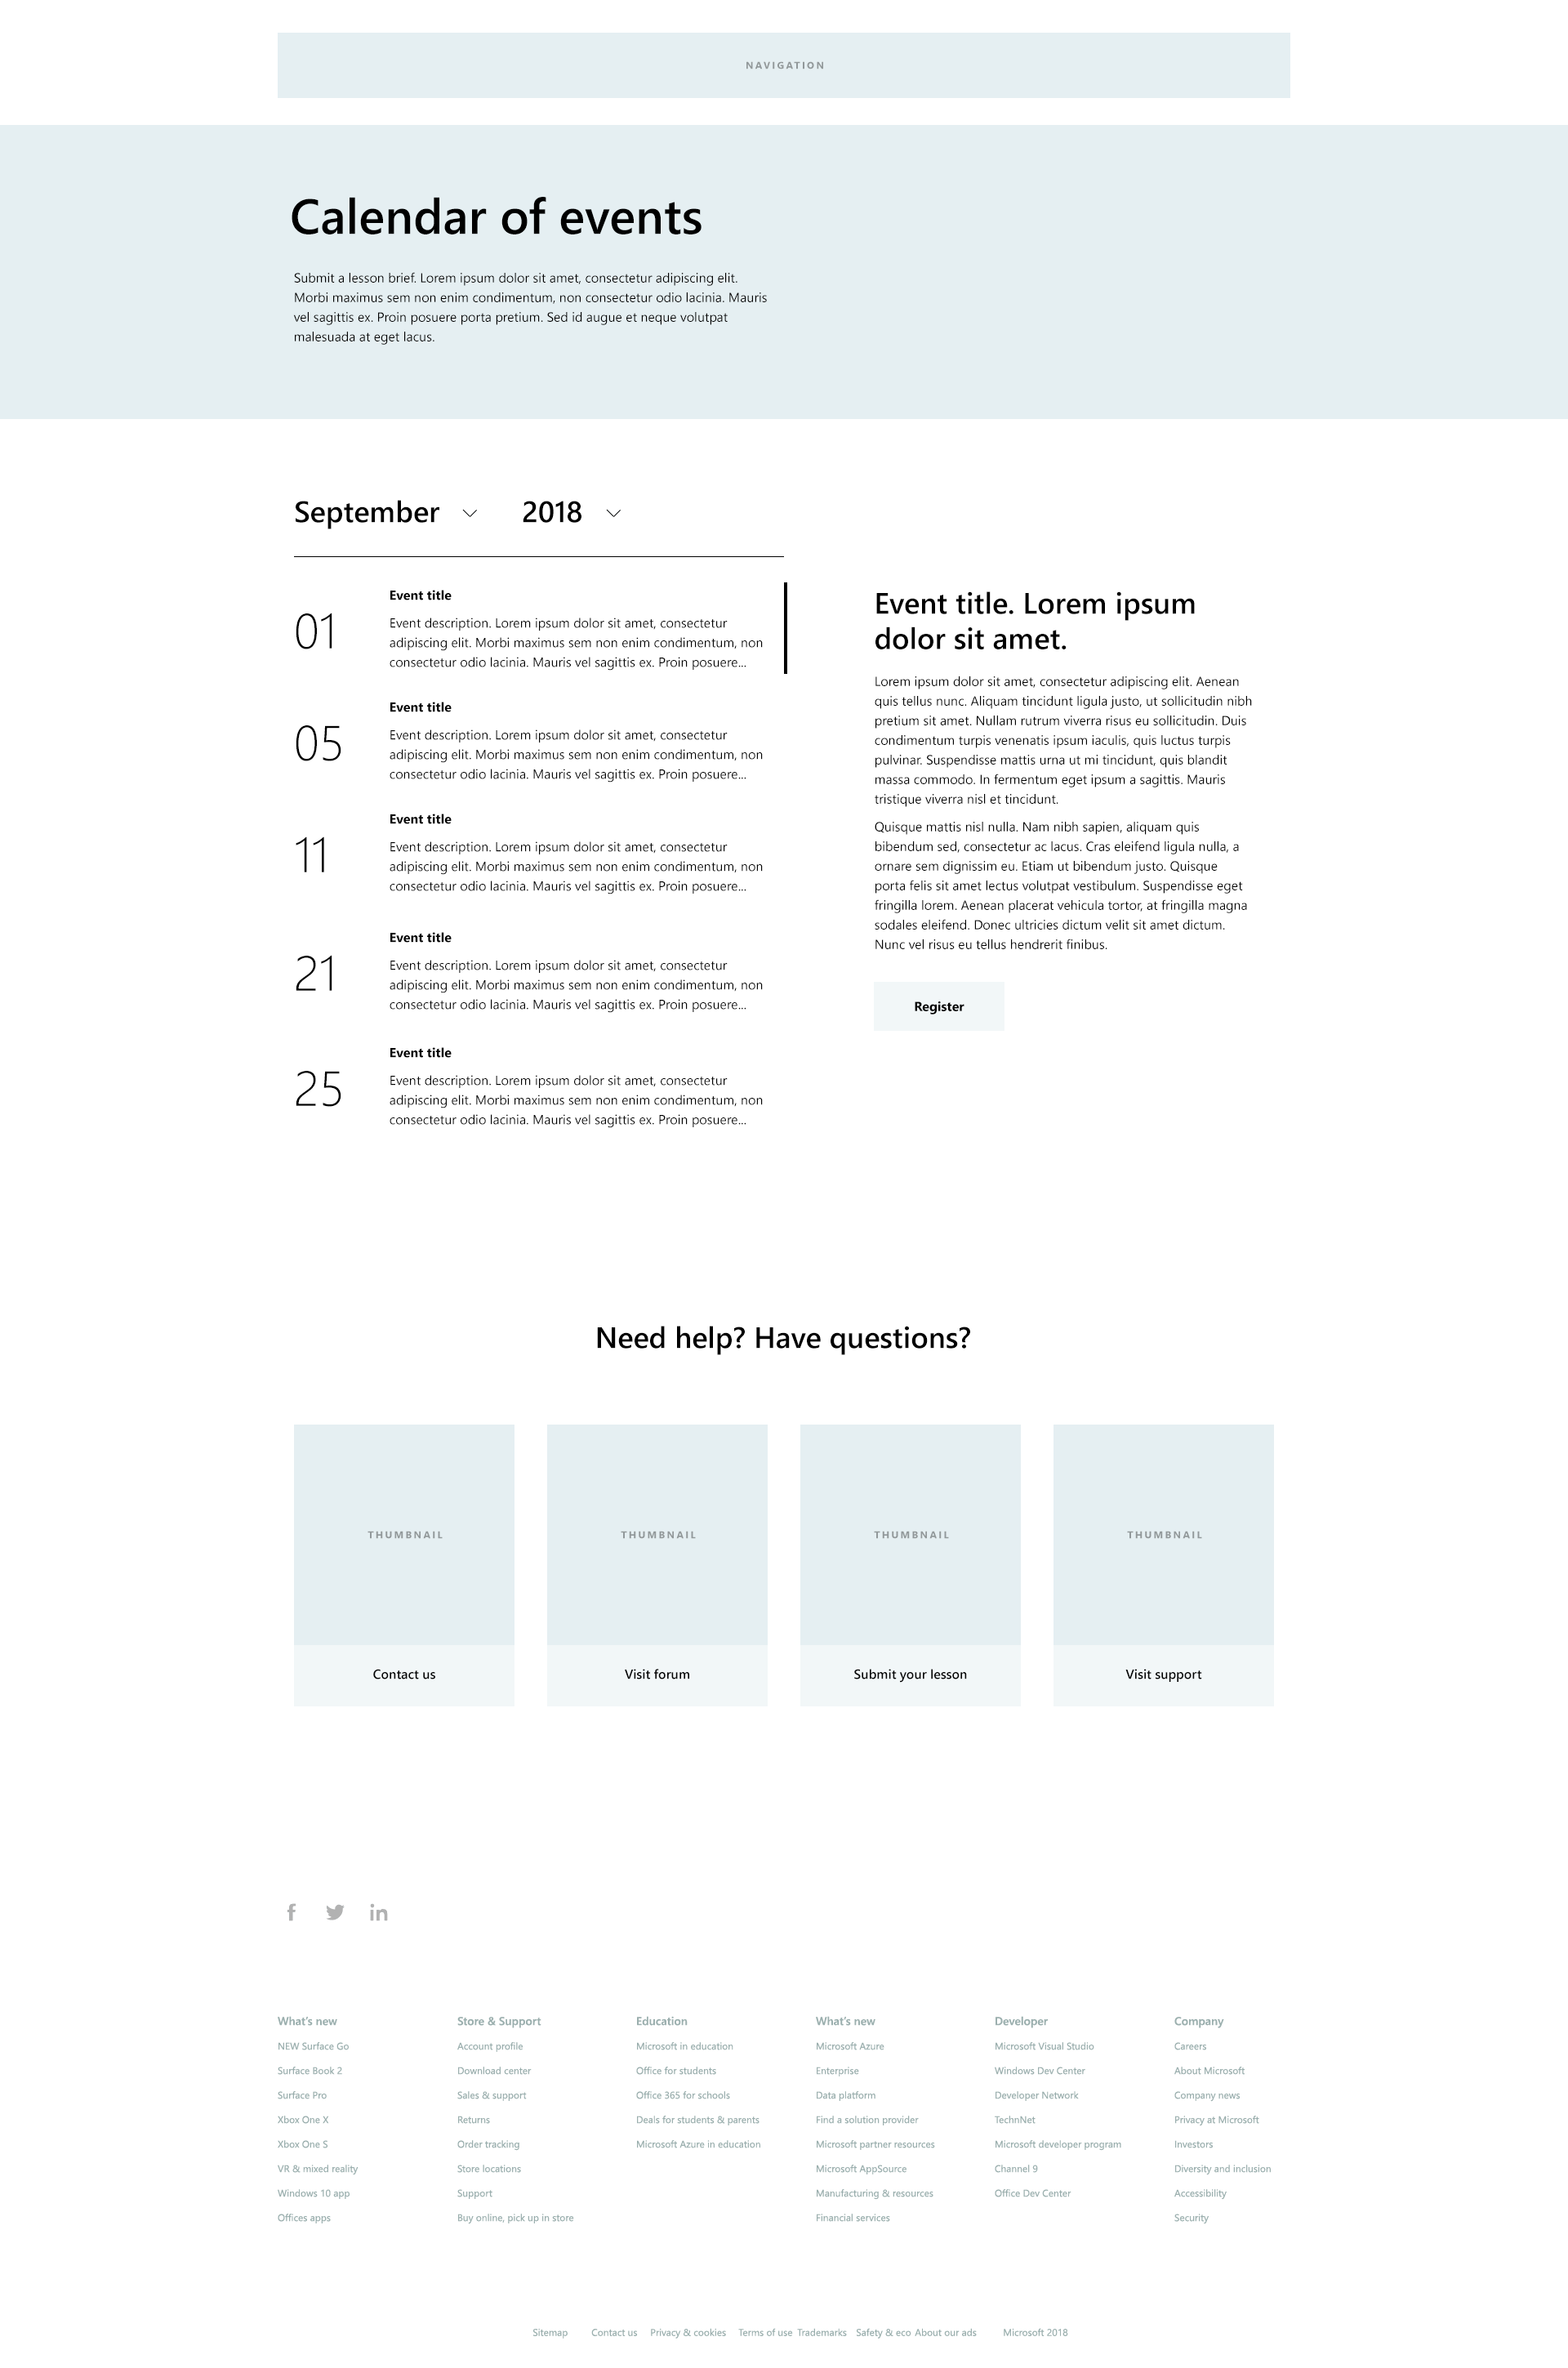 NAVIGATION
Calendar of events
Submit a lesson brief. Lorem ipsum dolor sit amet, consectetur adipiscing elit.
Morbi maximus sem non enim condimentum, non consectetur odio lacinia. Mauris
vel sagittis ex. Proin posuere porta pretium. Sed id augue et neque volutpat
malesuada at eget lacus.
September 2018
01
Event title
Event description. Lorem ipsum dolor sit amet, consectetur
adipiscing elit. Morbi maximus sem non enim condimentum, non
consectetur odio lacinia. Mauris vel sagittis ex. Proin posuere...
05
Event title
Event description. Lorem ipsum dolor sit amet, consectetur
adipiscing elit. Morbi maximus sem non enim condimentum, non
consectetur odio lacinia. Mauris vel sagittis ex. Proin posuere...
11
Event title
Event description. Lorem ipsum dolor sit amet, consectetur
adipiscing elit. Morbi maximus sem non enim condimentum, non
consectetur odio lacinia. Mauris vel sagittis ex. Proin posuere...
21
Event title
Event description. Lorem ipsum dolor sit amet, consectetur
adipiscing elit. Morbi maximus sem non enim condimentum, non
consectetur odio lacinia. Mauris vel sagittis ex. Proin posuere...
25
Event title
Event description. Lorem ipsum dolor sit amet, consectetur
adipiscing elit. Morbi maximus sem non enim condimentum, non
consectetur odio lacinia. Mauris vel sagittis ex. Proin posuere...
Event title. Lorem ipsum
dolor sit amet.
Lorem ipsum dolor sit amet, consectetur adipiscing elit. Aenean
quis tellus nunc. Aliquam tincidunt ligula justo, ut sollicitudin nibh
pretium sit amet. Nullam rutrum viverra risus eu sollicitudin. Duis
condimentum turpis venenatis ipsum iaculis, quis luctus turpis
pulvinar. Suspendisse mattis urna ut mi tincidunt, quis blandit
massa commodo. In fermentum eget ipsum a sagittis. Mauris
tristique viverra nisl et tincidunt.
Quisque mattis nisl nulla. Nam nibh sapien, aliquam quis
bibendum sed, consectetur ac lacus. Cras eleifend ligula nulla, a
ornare sem dignissim eu. Etiam ut bibendum justo. Quisque
porta felis sit amet lectus volutpat vestibulum. Suspendisse eget
fringilla lorem. Aenean placerat vehicula tortor, at fringilla magna
sodales eleifend. Donec ultricies dictum velit sit amet dictum.
Nunc vel risus eu tellus hendrerit finibus.
Register
Need help? Have questions?
THUMBNAIL
Contact us
THUMBNAIL
Visit forum
THUMBNAIL
Submit your lesson
THUMBNAIL
Visit support
What's new
NEW Surface Go
Surface Book 2
Surface Pro
Xbox One X
Xbox One S
VR & mixed reality
Windows 10 app
Offices apps
Store & Support
Account profile
Download center
Sales & support
Returns
Order tracking
Store locations
Support
Buy online, pick up in store
Education
Microsoft in education
Office for students
Office 365 for schools
Deals for students & parents
Microsoft Azure in education
What's new
Microsoft Azure
Enterprise
Data platform
Find a solution provider
Microsoft partner resources
Microsoft AppSource
Manufacturing & resources
Financial services
Developer
Microsoft Visual Studio
Windows Dev Center
Developer Network
TechnNet
Microsoft developer program
Channel 9
Office Dev Center
Company
Careers
About Microsoft
Company news
Privacy at Microsoft
Investors
Diversity and inclusion
Accessibility
Security
Sitemap Contact us Privacy & cookies Terms of use Trademarks Safety & eco About our ads Microsoft 2018